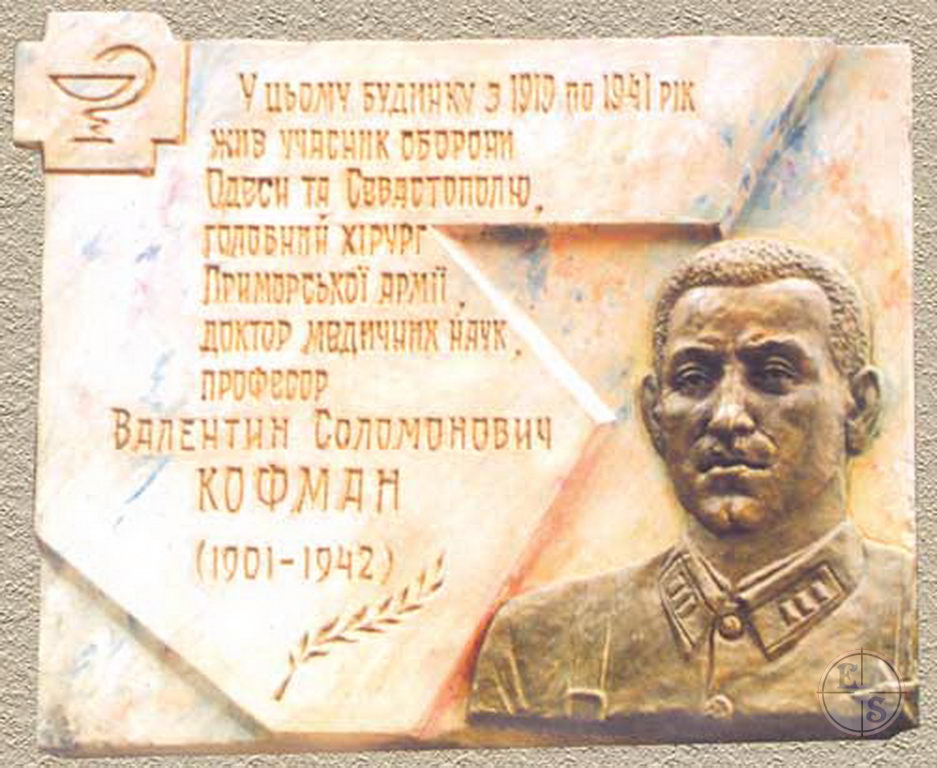 У цьому будинку з 1919 по 1941 рік
жив учасник оборони
Одеси та Севастополю,
головний хірург
Приморської армії,
доктор медичних наук,
професор
Валентин Соломонович
КОФМАН
(1901-1942)
E
S